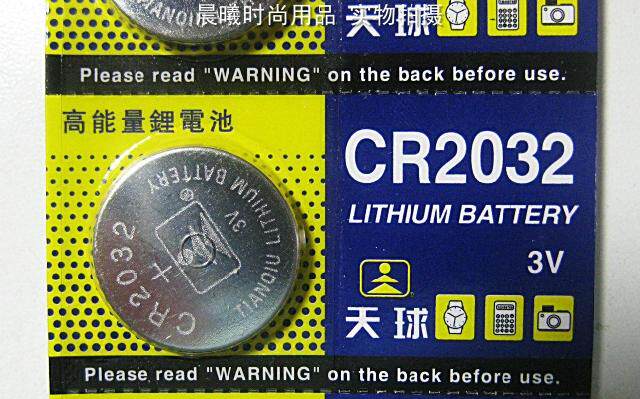 晨曦时尚用品 实物拍摄
TIANQIU
天球
Please read "WARNING" on the back before use.
高能量鋰電池
CR2032
LITHIUM BATTERY
3V
天球
CR2032
TIANQIU LITHIUM BATTERY
3V
+
Please read "WARNING" on the back before use.